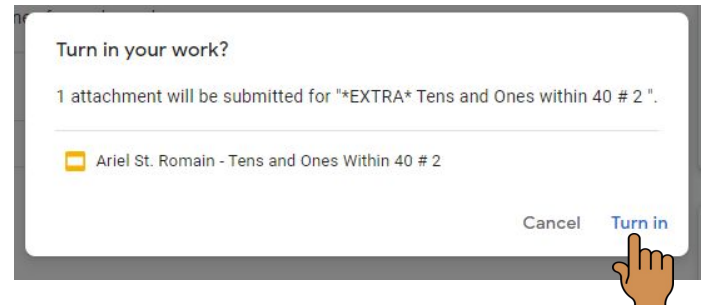 Turn in your work?
1 attachment will be submitted for "*EXTRA* Tens and Ones within 40 # 2 ".
Ariel St. Romain - Tens and Ones Within 40 # 2
Cancel Turn in